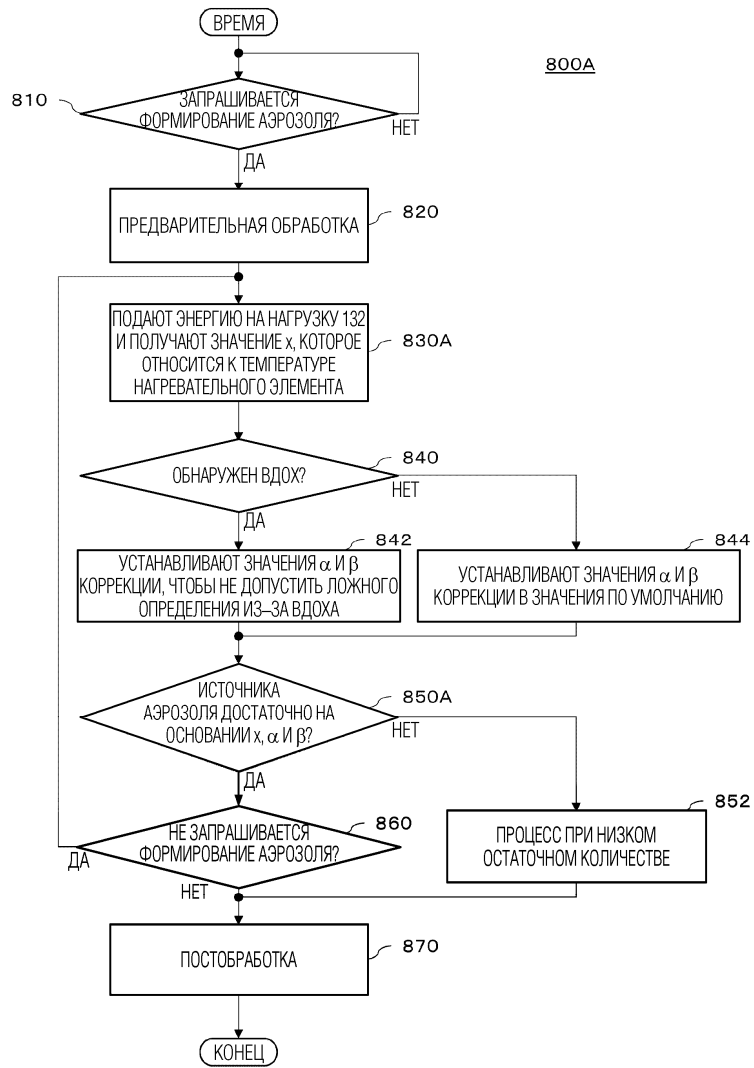 ВРЕМЯ
800A
810
ЗАПРАШИВАЕТСЯ
ФОРМИРОВАНИЕ АЭРОЗОЛЯ?
НЕТ
ДА
ПРЕДВАРИТЕЛЬНАЯ ОБРАБОТКА
820
ПОДАЮТ ЭНЕРГИЮ НА НАГРУЗКУ 132
И ПОЛУЧАЮТ ЗНАЧЕНИЕ x, КОТОРОЕ
ОТНОСИТСЯ К ТЕМПЕРАТУРЕ
НАГРЕВАТЕЛЬНОГО ЭЛЕМЕНТА
830A
ОБНАРУЖЕН ВДОХ?
840
НЕТ
ДА
842
УСТАНАВЛИВАЮТ ЗНАЧЕНИЯ α И β
КОРРЕКЦИИ, ЧТОБЫ НЕ ДОПУСТИТЬ ЛОЖНОГО
ОПРЕДЕЛЕНИЯ ИЗ–ЗА ВДОХА
844
УСТАНАВЛИВАЮТ ЗНАЧЕНИЯ α И β
КОРРЕКЦИИ В ЗНАЧЕНИЯ ПО УМОЛЧАНИЮ
ИСТОЧНИКА
АЭРОЗОЛЯ ДОСТАТОЧНО НА
ОСНОВАНИИ x, α И β?
850A
НЕТ
ДА
НЕ ЗАПРАШИВАЕТСЯ
ФОРМИРОВАНИЕ АЭРОЗОЛЯ?
860
ДА
НЕТ
852
ПРОЦЕСС ПРИ НИЗКОМ
ОСТАТОЧНОМ КОЛИЧЕСТВЕ
ПОСТОБРАБОТКА
870
КОНЕЦ